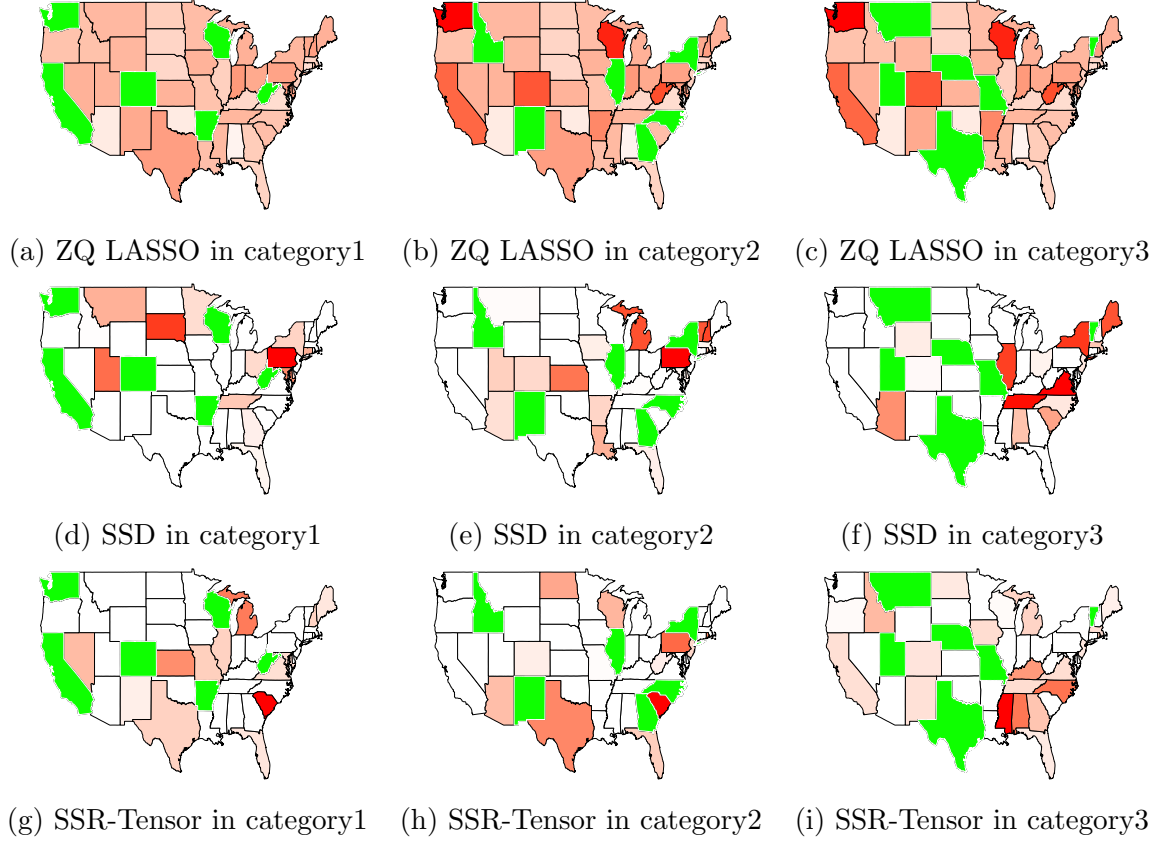 (a) ZQ LASSO in category1
(b) ZQ LASSO in category2
(c) ZQ LASSO in category3
(d) SSD in category1
(e) SSD in category2
(f) SSD in category3
(g) SSR-Tensor in category1
(h) SSR-Tensor in category2
(i) SSR-Tensor in category3